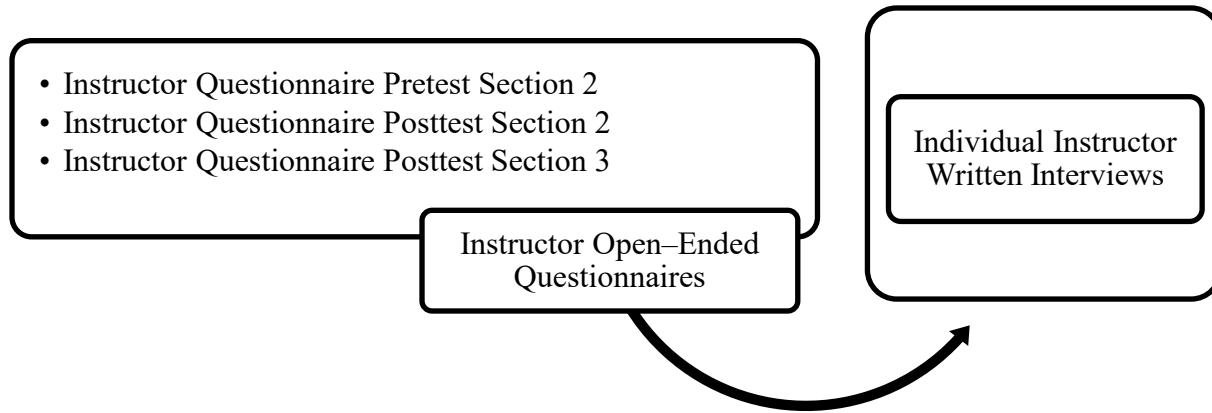 • Instructor Questionnaire Pretest Section 2
• Instructor Questionnaire Posttest Section 2
• Instructor Questionnaire Posttest Section 3
Instructor Open–Ended
Questionnaires
Individual Instructor
Written Interviews